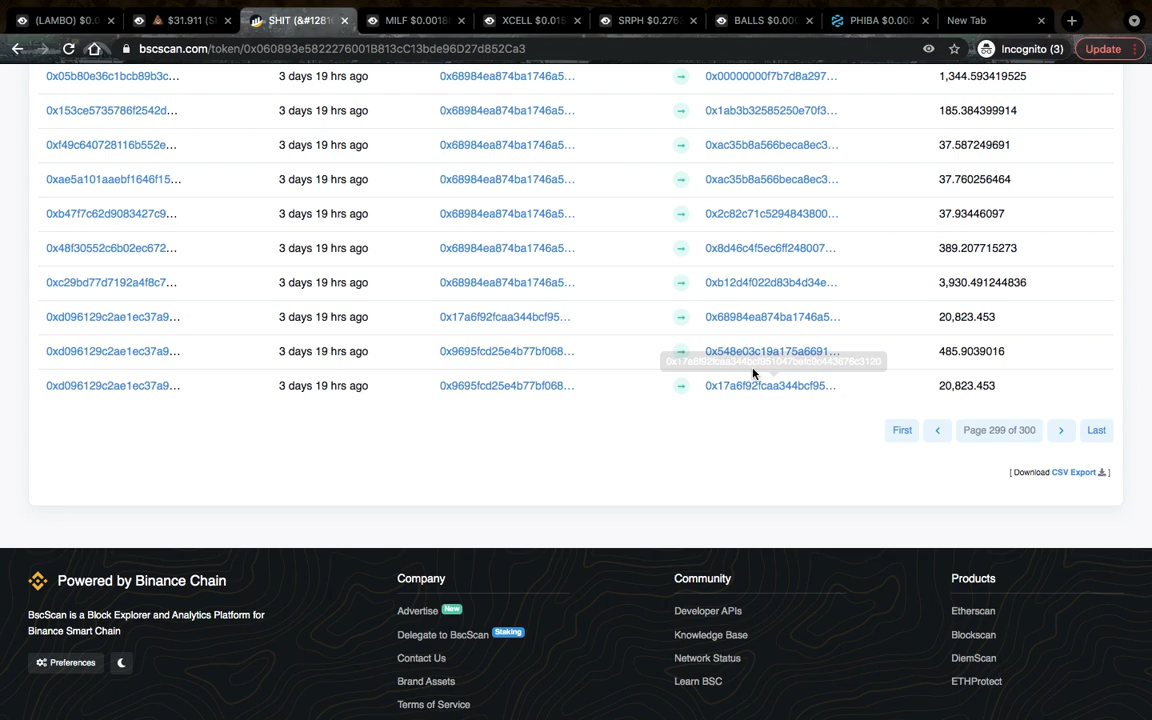 (LAMBO) $0.0
$31.911 (S
SHIT (&#1281
MILF $0.0018
XCELL $0.015
SRPH $0.276
BALLS $0.00
PHIBA $0.000
New Tab
bscscan.com/token/0x060893e5822276001B813cC13bde96D27d852Ca3
Incognito (3)
Update
0x05b80e36c1bcb89b3c... 3 days 19 hrs ago 0x68984ea874ba1746a5... 0x00000000f7b7d8a297... 1,344.593419525
0x153ce5735786f2542d... 3 days 19 hrs ago 0x68984ea874ba1746a5... 0x1ab3b32585250e70f3... 185.384399914
0xf49c640728116b552e... 3 days 19 hrs ago 0x68984ea874ba1746a5... 0xac35b8a566beca8ec3... 37.587249691
0xae5a101aaebf1646f15... 3 days 19 hrs ago 0x68984ea874ba1746a5... 0xac35b8a566beca8ec3... 37.760256464
0xb47f7c62d9083427c9... 3 days 19 hrs ago 0x68984ea874ba1746a5... 0x2c82c71c5294843800... 37.93446097
0x48f30552c6b02ec672... 3 days 19 hrs ago 0x68984ea874ba1746a5... 0x8d46c4f5ec6ff248007... 389.207715273
0xc29bd77d7192a4f8c7... 3 days 19 hrs ago 0x68984ea874ba1746a5... 0xb12d4f022d83b4d34e... 3,930.491244836
0xd096129c2ae1ec37a9... 3 days 19 hrs ago 0x17a6f92fcaa344bcf95... 0x68984ea874ba1746a5... 20,823.453
0xd096129c2ae1ec37a9... 3 days 19 hrs ago 0x9695fcd25e4b77bf068... 0x548e03c19a175a6691... 485.9039016
0xd096129c2ae1ec37a9... 3 days 19 hrs ago 0x9695fcd25e4b77bf068... 0x17a6f92fcaa344bcf95... 20,823.453
First
Page 299 of 300
Last
[ Download CSV Export ]
Powered by Binance Chain
BscScan is a Block Explorer and Analytics Platform for
Binance Smart Chain
Preferences
Company
Advertise New
Delegate to BscScan Staking
Contact Us
Brand Assets
Terms of Service
Community
Developer APIs
Knowledge Base
Network Status
Learn BSC
Products
Etherscan
Blockscan
DiemScan
ETHProtect